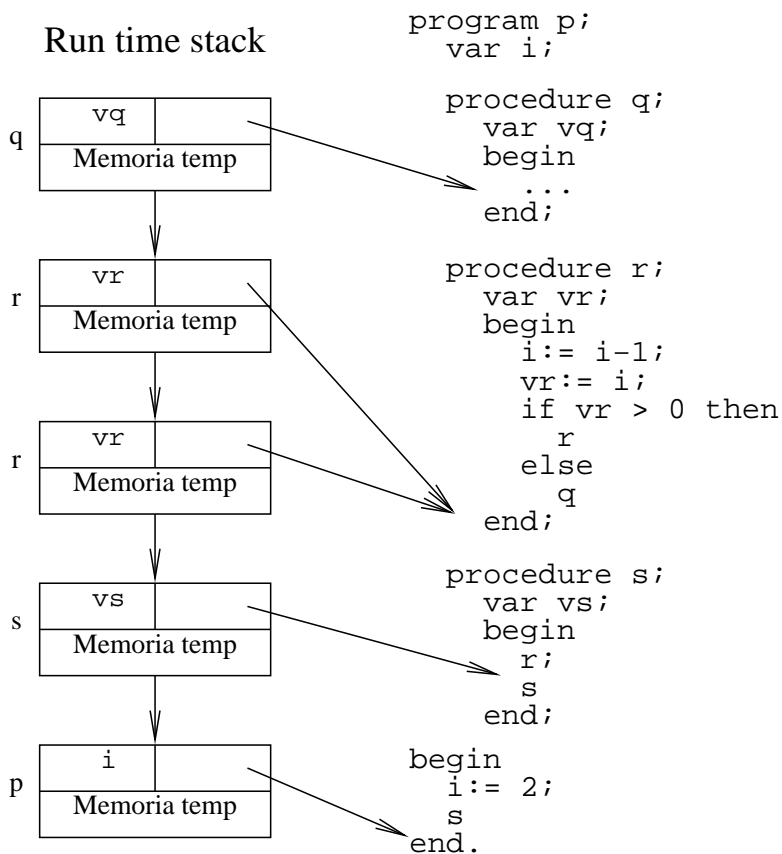 Run time stack
q
vq
Memoria temp
r
vr
Memoria temp
r
vr
Memoria temp
s
vs
Memoria temp
p
i
Memoria temp
program p;
var i;
procedure q;
var vq;
begin
...
end;
procedure r;
var vr;
begin
i:= i-1;
vr:= i;
if vr > 0 then
r
else
q
end;
procedure s;
var vs;
begin
r;
s
end;
begin
i:= 2;
s
end.